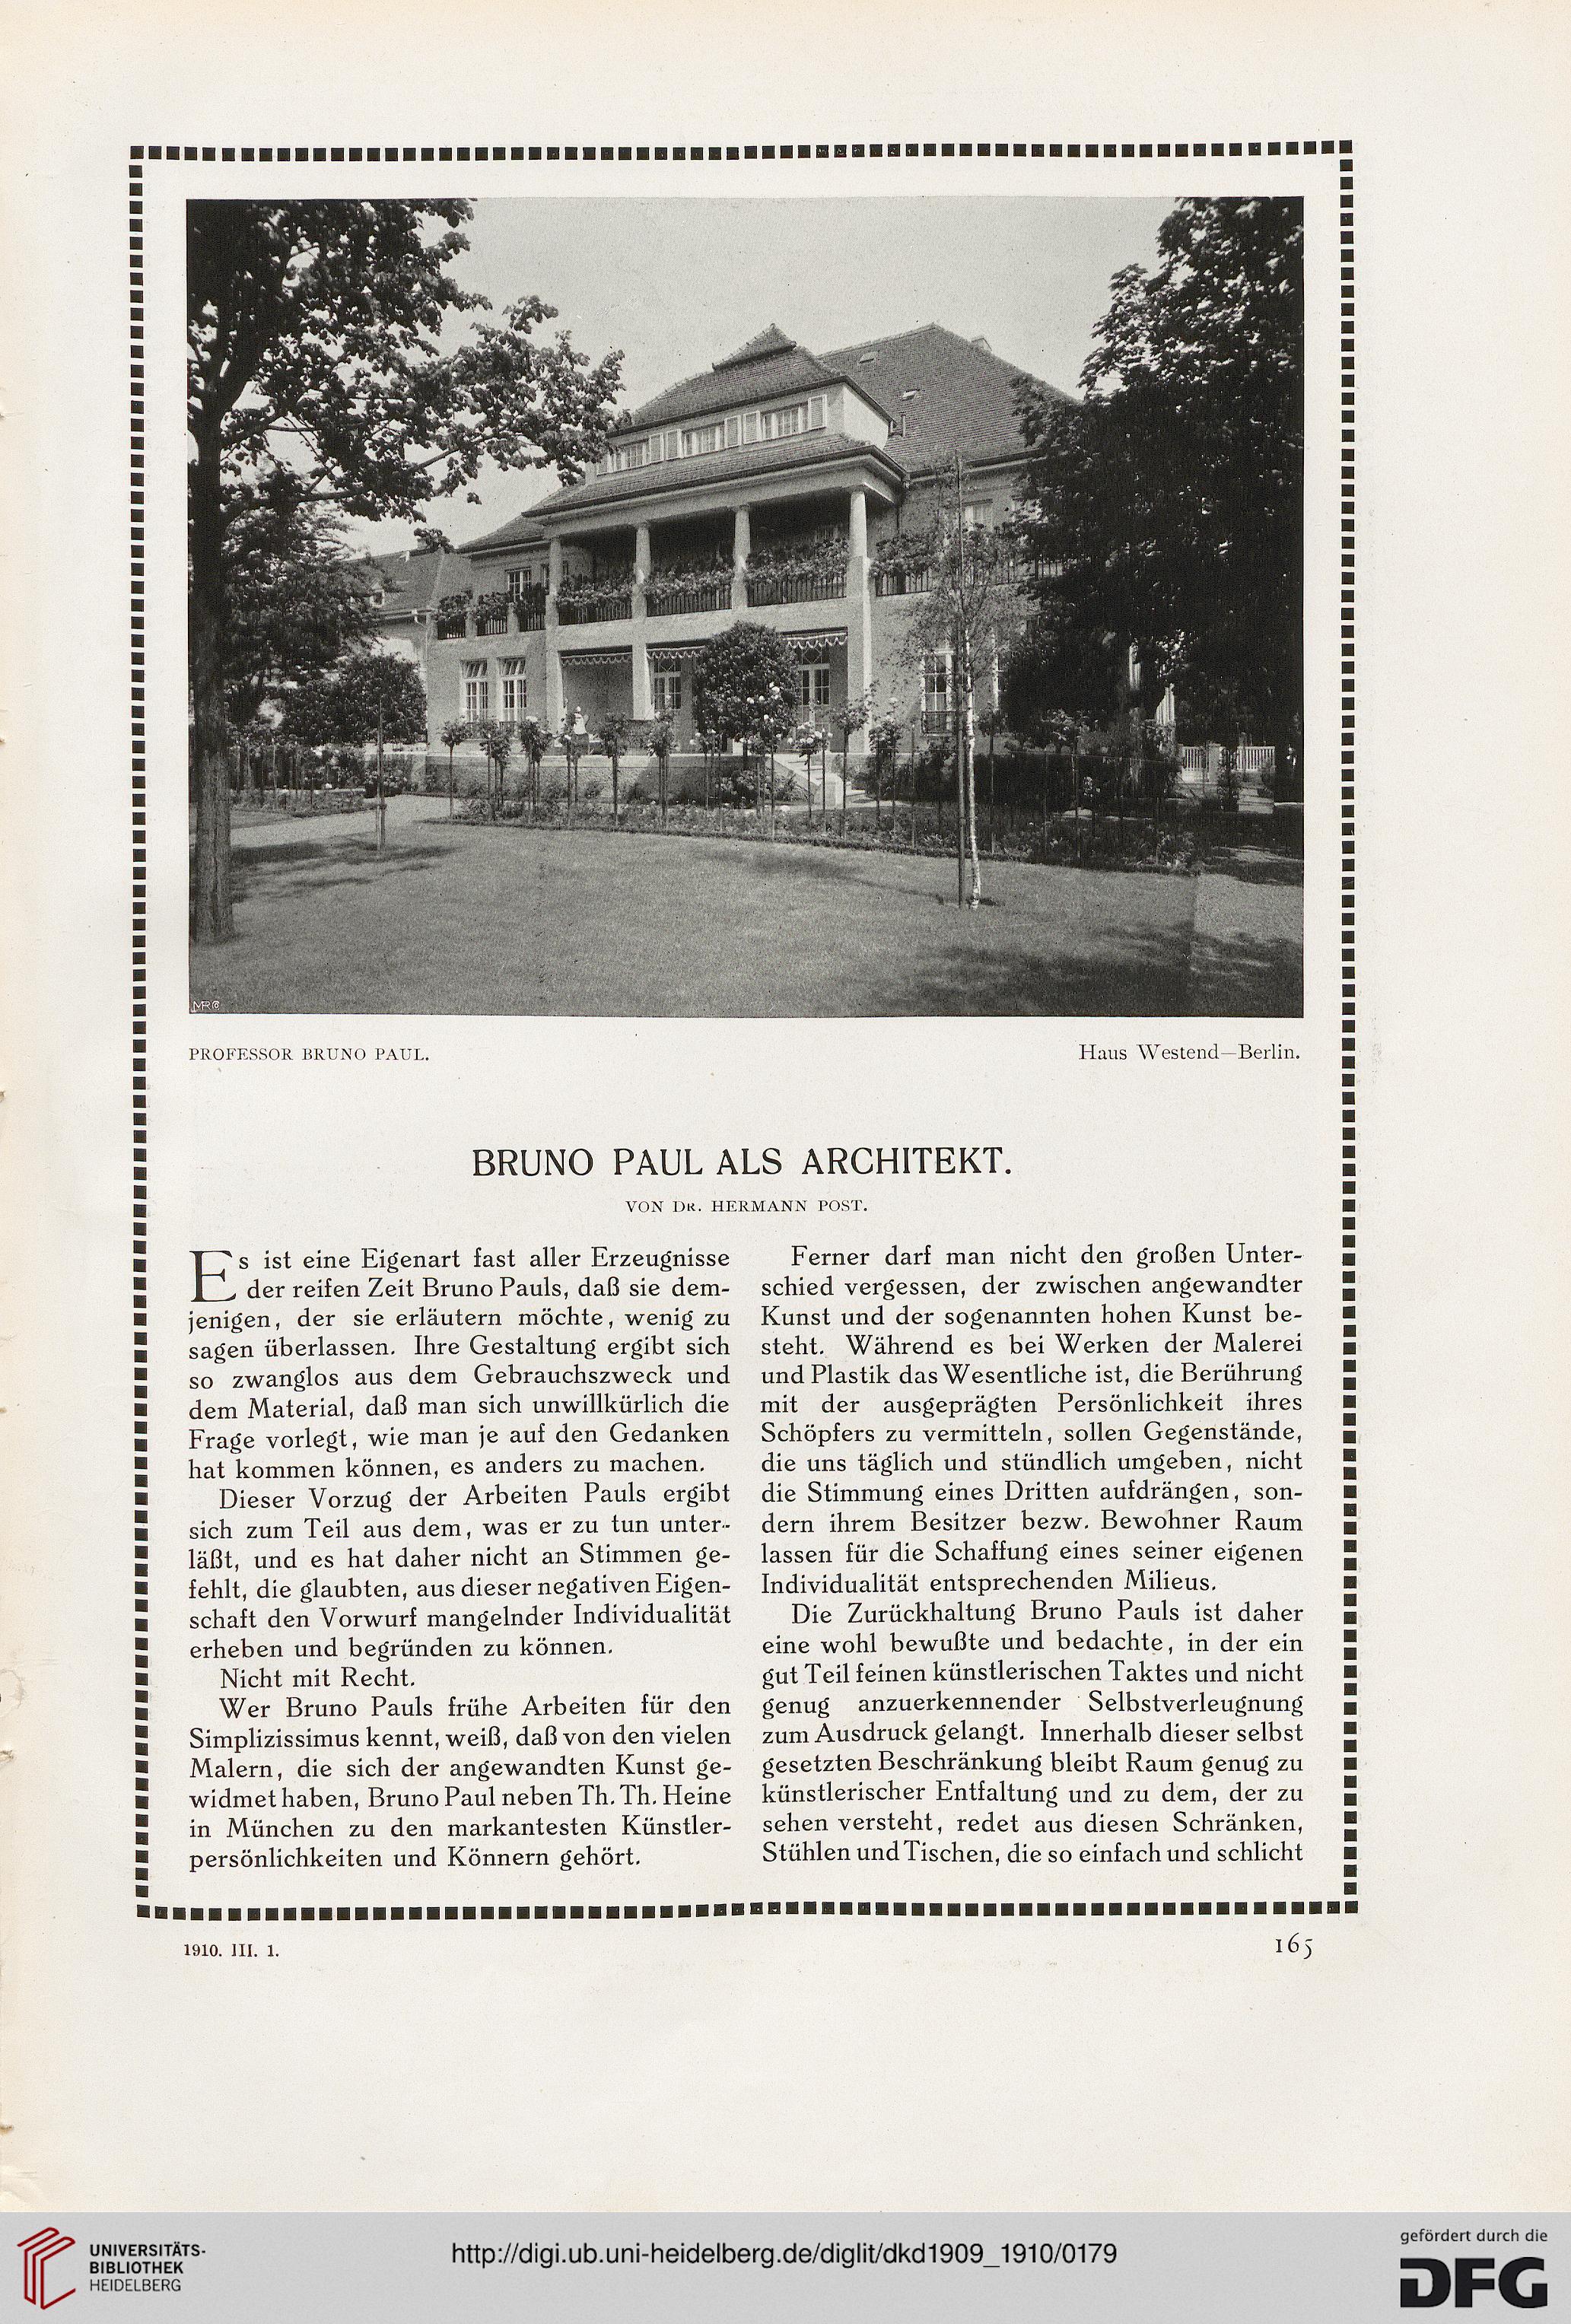 MRC
PROFESSOR BRUNO PAUL.
Haus Westend—Berlin.
BRUNO PAUL ALS ARCHITEKT.
VON DR. HERMANN POST.
Es ist eine Eigenart fast aller Erzeugnisse
der reifen Zeit Bruno Pauls, daß sie dem-
jenigen, der sie erläutern möchte, wenig zu
sagen überlassen. Ihre Gestaltung ergibt sich
so zwanglos aus dem Gebrauchszweck und
dem Material, daß man sich unwillkürlich die
Frage vorlegt, wie man je auf den Gedanken
hat kommen können, es anders zu machen.
Dieser Vorzug der Arbeiten Pauls ergibt
sich zum Teil aus dem, was er zu tun unter-
läßt, und es hat daher nicht an Stimmen ge-
fehlt, die glaubten, aus dieser negativen Eigen-
schaft den Vorwurf mangelnder Individualität
erheben und begründen zu können.
Nicht mit Recht.
Wer Bruno Pauls frühe Arbeiten für den
Simplizissimus kennt, weiß, daß von den vielen
Malern, die sich der angewandten Kunst ge-
widmet haben, Bruno Paul neben Th. Th. Heine
in München zu den markantesten Künstler-
persönlichkeiten und Könnern gehört.
Ferner darf man nicht den großen Unter-
schied vergessen, der zwischen angewandter
Kunst und der sogenannten hohen Kunst be-
steht. Während es bei Werken der Malerei
und Plastik das Wesentliche ist, die Berührung
mit der ausgeprägten Persönlichkeit ihres
Schöpfers zu vermitteln, sollen Gegenstände,
die uns täglich und stündlich umgeben, nicht
die Stimmung eines Dritten aufdrängen, son-
dern ihrem Besitzer bezw. Bewohner Raum
lassen für die Schaffung eines seiner eigenen
Individualität entsprechenden Milieus.
Die Zurückhaltung Bruno Pauls ist daher
eine wohl bewußte und bedachte, in der ein
gut Teil feinen künstlerischen Taktes und nicht
genug anzuerkennender Selbstverleugnung
zum Ausdruck gelangt. Innerhalb dieser selbst
gesetzten Beschränkung bleibt Raum genug zu
künstlerischer Entfaltung und zu dem, der zu
sehen versteht, redet aus diesen Schränken,
Stühlen und Tischen, die so einfach und schlicht
1910. III. 1.
165
UNIVERSITÄTS-
BIBLIOTHEK
HEIDELBERG
http://digi.ub.uni-heidelberg.de/diglit/dkd1909_1910/0179
gefördert durch die
DFG